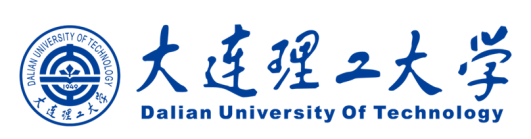 DALIAN UNIVERSITY OF TECHNOLOGY
1949
大连理工大学
大连理工大学
Dalian University Of Technology